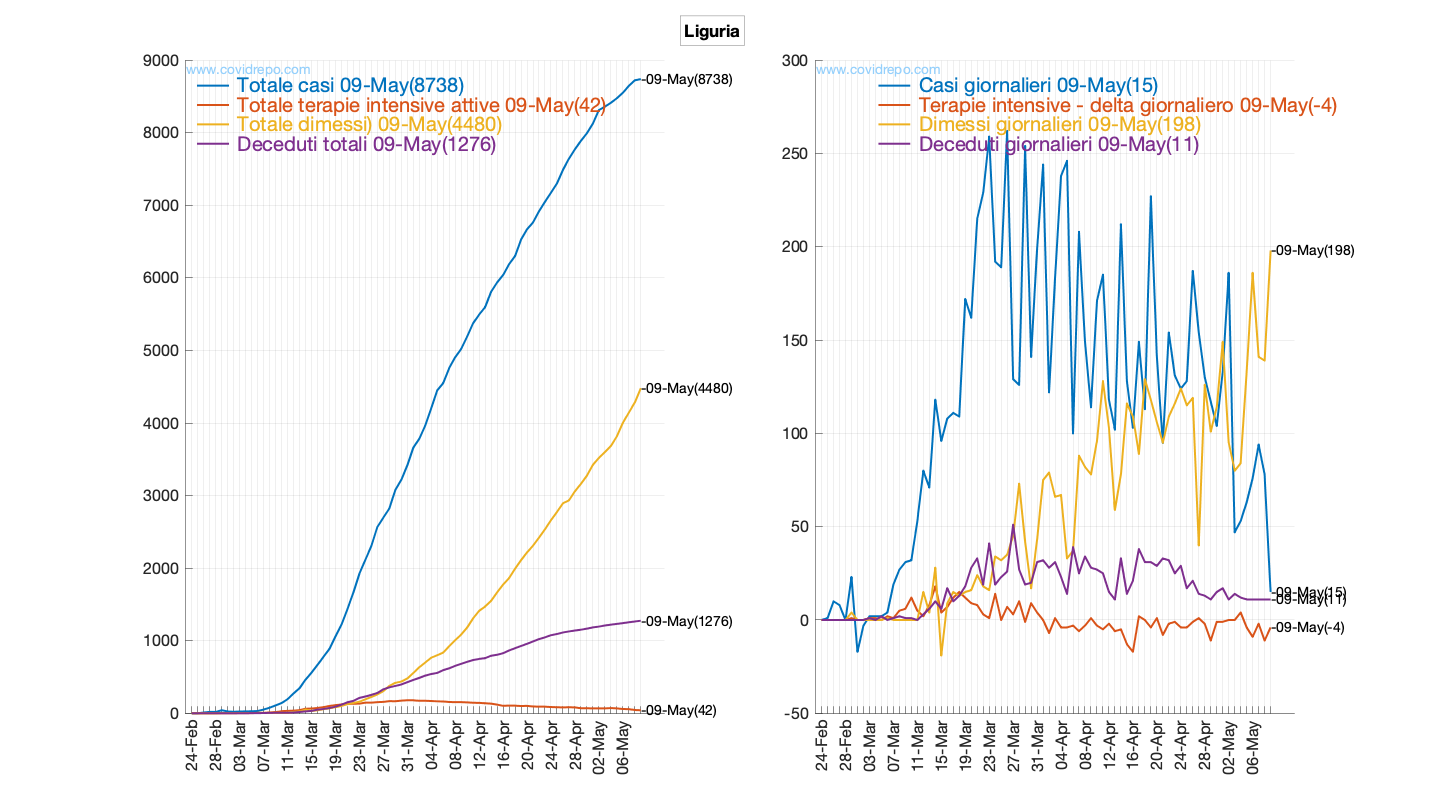 Liguria
www.covidrepo.com
Totale casi 09-May(8738)
Totale terapie intensive attive 09-May(42)
Totale dimessi) 09-May(4480)
Deceduti totali 09-May(1276)
9000
8000
7000
6000
5000
4000
3000
2000
1000
0
-09-May(8738)
-09-May(4480)
-09-May(1276)
-09-May(42)
24-Feb
28-Feb
03-Mar
07-Mar
11-Mar
15-Mar
19-Mar
23-Mar
27-Mar
31-Mar
04-Apr
08-Apr
12-Apr
16-Apr
20-Apr
24-Apr
28-Apr
02-May
06-May
www.covidrepo.com
Casi giornalieri 09-May(15)
Terapie intensive - delta giornaliero 09-May(-4)
Dimessi giornalieri 09-May(198)
Deceduti giornalieri 09-May(11)
300
250
200
150
100
50
0
-50
-09-May(198)
-09-May(15)
-09-May(11)
-09-May(-4)
24-Feb
28-Feb
03-Mar
07-Mar
11-Mar
15-Mar
19-Mar
23-Mar
27-Mar
31-Mar
04-Apr
08-Apr
12-Apr
16-Apr
20-Apr
24-Apr
28-Apr
02-May
06-May